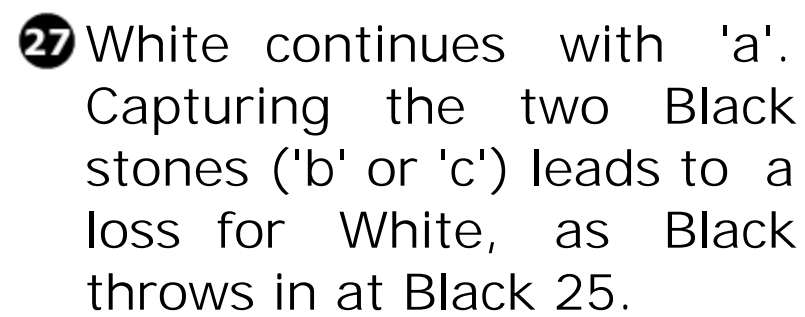 27 White continues with 'a'.
Capturing the two Black
stones ('b' or 'c') leads to a
loss for White, as Black
throws in at Black 25.